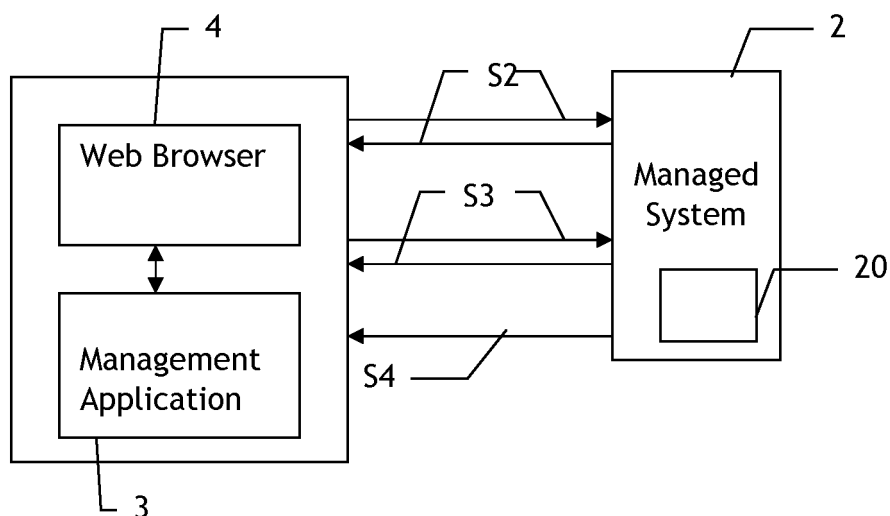 4
2
S2
Web Browser
Managed
System
S3
20
Management
Application
S4
3